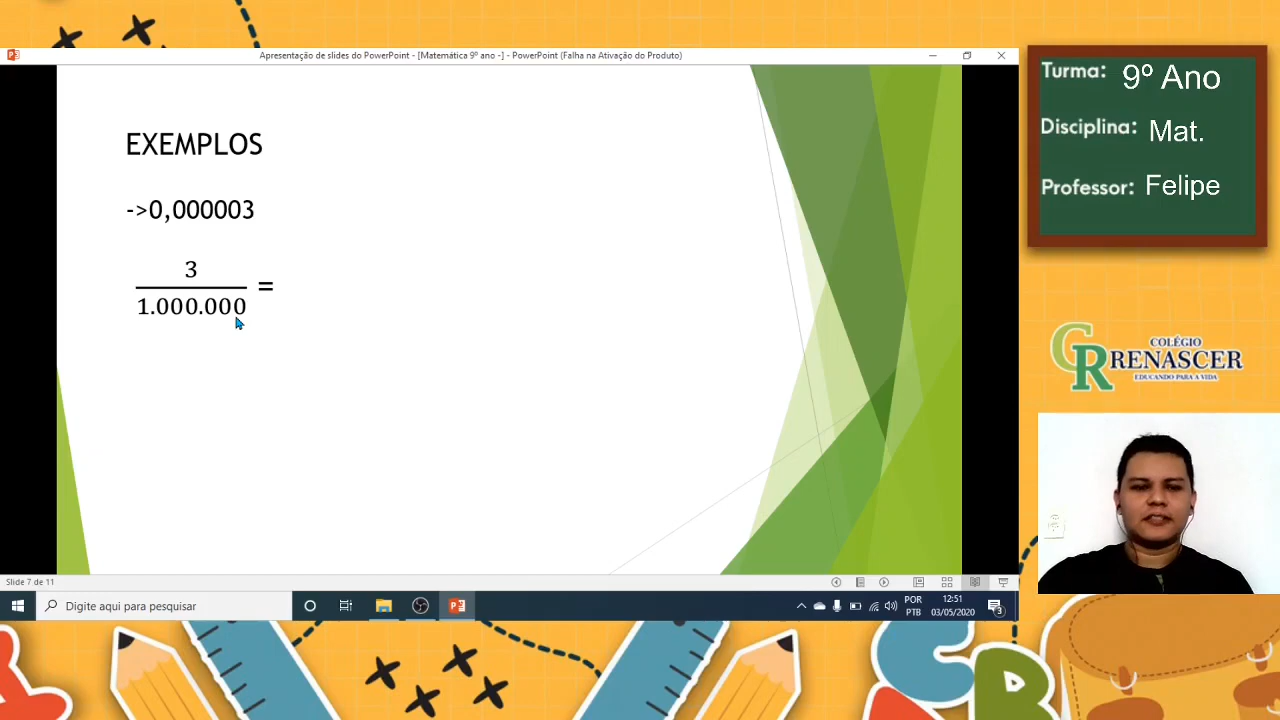 Apresentação de slides do PowerPoint - [Matemática 9º ano -] - PowerPoint (Falha na Ativação do Produto)
EXEMPLOS
->0,000003
3
1.000.000
=
Slide 7 de 11
Digite aqui para pesquisar
POR
PTB
12:51
03/05/2020
3
Turma: 9º Ano
Disciplina: Mat.
Professor: Felipe
CR
COLÉGIO
RENASCER
EDUCANDO PARA A VIDA